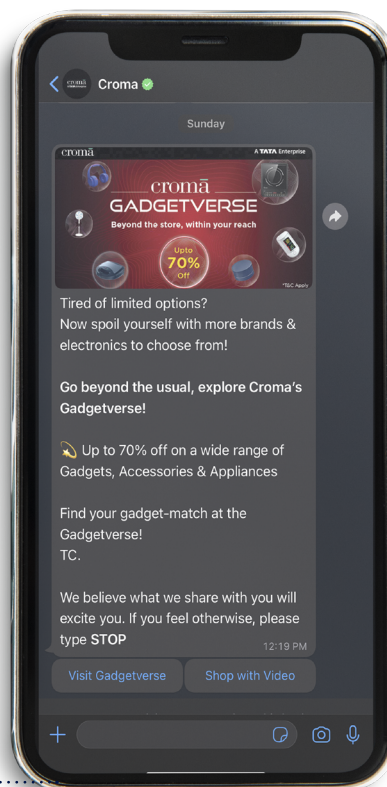 cromā
Croma
Sunday
cromā
A TATA Enterprise
cromā
GADGETVERSE
Beyond the store, within your reach
Upto
70%
Off
*T&C Apply
Tired of limited options?
Now spoil yourself with more brands &
electronics to choose from!
Go beyond the usual, explore Croma's
Gadgetverse!
💫 Up to 70% off on a wide range of
Gadgets, Accessories & Appliances
Find your gadget-match at the
Gadgetverse!
TC.
We believe what we share with you will
excite you. If you feel otherwise, please
type STOP
12:19 PM
Visit Gadgetverse
Shop with Video